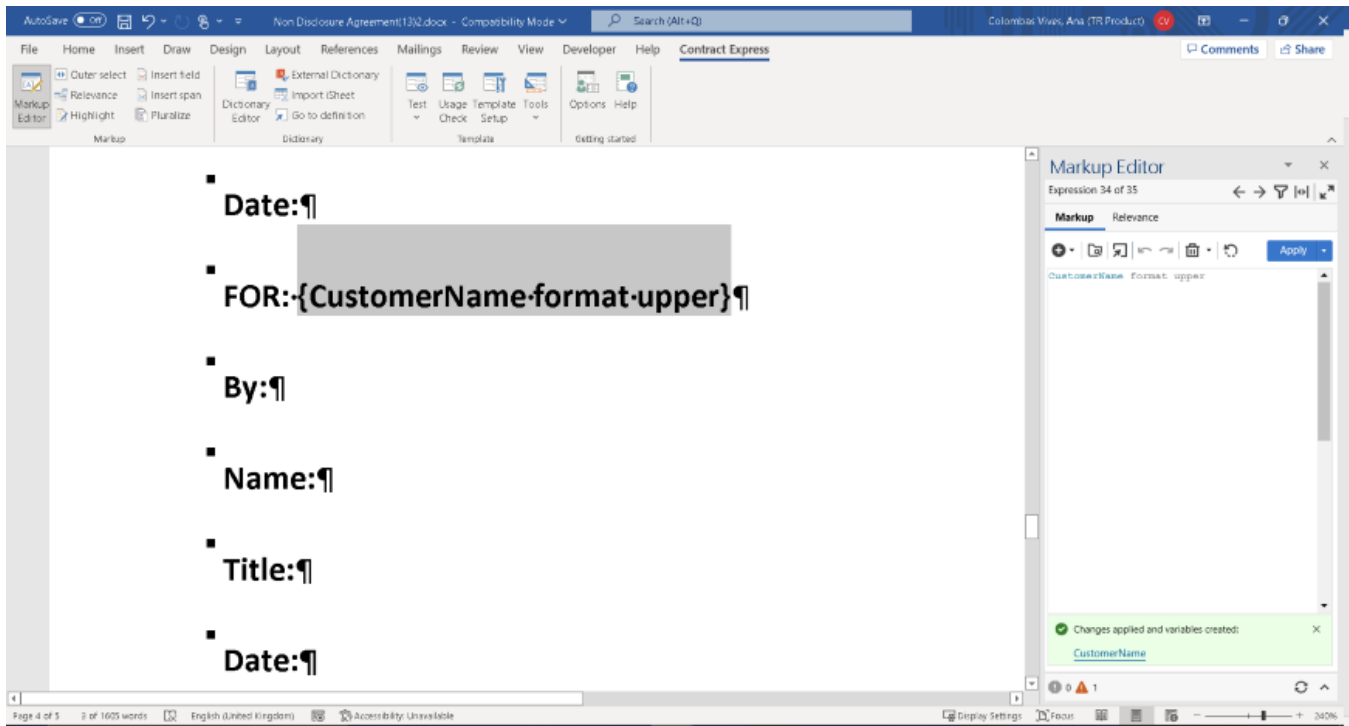 AutoSave Off Non Disclosure Agreement(13)2.docx - Compatibility Mode Search (Alt+Q) Colombas Vives, Ana (TR Product) CV
File Home Insert Draw Design Layout References Mailings Review View Developer Help Contract Express Comments Share
Outer select Insert field External Dictionary
Relevance Insert span Import iSheet
Markup Editor Highlight Pluralize Dictionary Editor Go to definition Test Usage Check Template Setup Tools Options Help
Markup Dictionary Template Getting started
Date:¶
FOR:·{CustomerName·format·upper}¶
By:¶
Name:¶
Title:¶
Date:¶
Markup Editor
Expression 34 of 35
Markup Relevance
Apply
CustomerName format upper
Changes applied and variables created:
CustomerName
0 1
Page 4 of 5 3 of 1605 words English (United Kingdom) Accessibility: Unavailable Display Settings Focus 240%